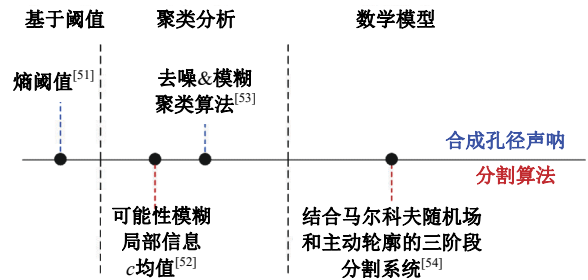 基于阈值
聚类分析
数学模型
熵阈值[51]
去噪&模糊
聚类算法[53]
合成孔径声呐
分割算法
可能性模糊
局部信息
c均值[52]
结合马尔科夫随机场
和主动轮廓的三阶段
分割系统[54]